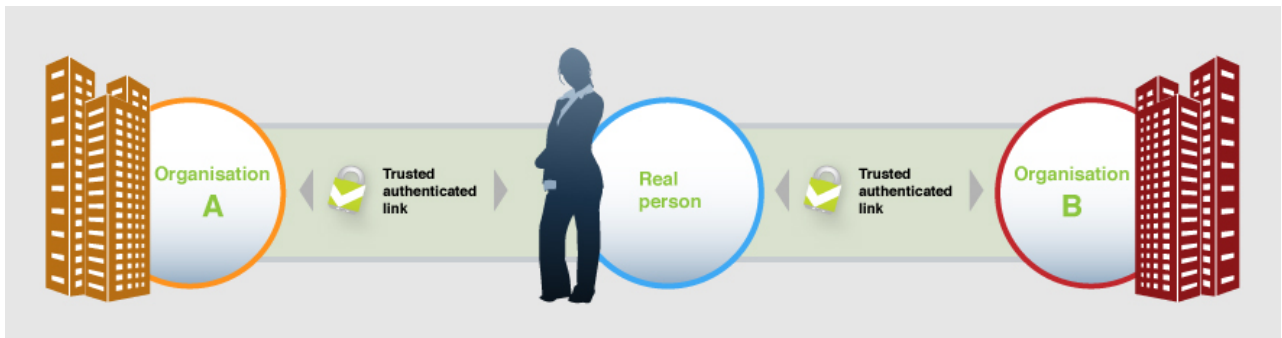 Organisation
A
Trusted
authenticated
link
Real
person
Trusted
authenticated
link
Organisation
B